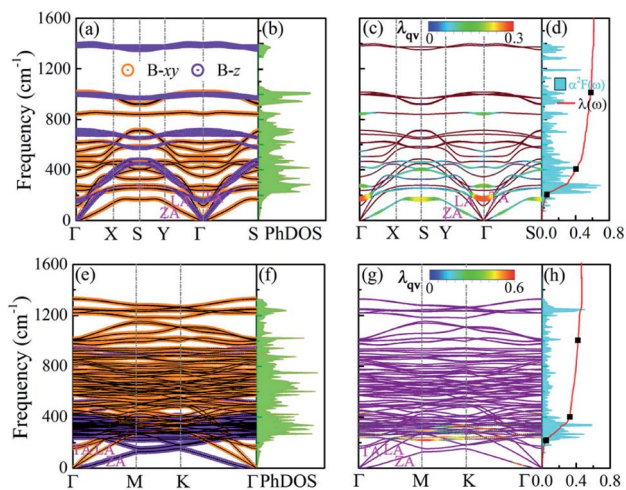 (a) (b) (c) λqν (d)
0 0.3
B-xy B-z
α²F(ω)
λ(ω)
Frequency (cm⁻¹)
1600
1200
800
400
0
LA
ZA
LA
ZA
Γ X S Y Γ S PhDOS Γ X S Y Γ S 0.0 0.4 0.8
(e) (f) (g) λqν (h)
0 0.6
Frequency (cm⁻¹)
1600
1200
800
400
0
TA LA
ZA
TA LA
ZA
Γ M K Γ PhDOS Γ M K Γ 0.0 0.4 0.8